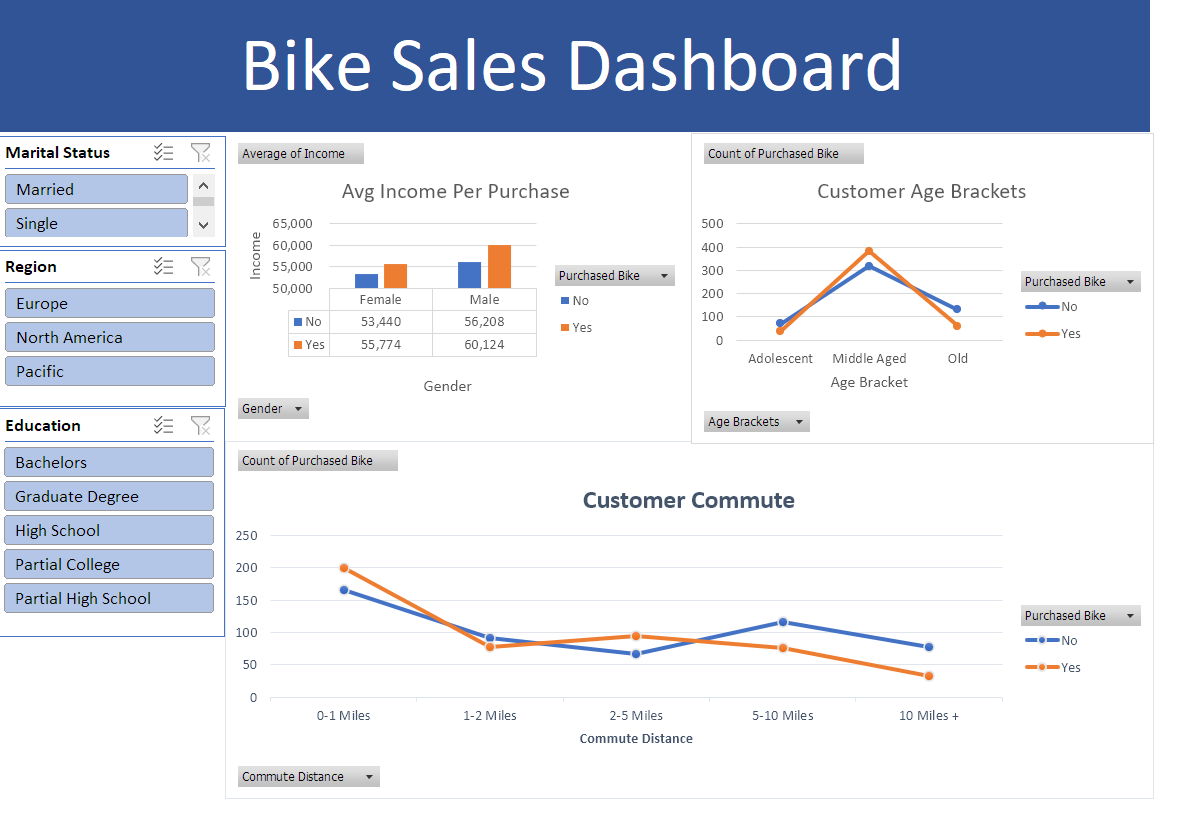 Bike Sales Dashboard
Marital Status
Married
Single
Region
Europe
North America
Pacific
Education
Bachelors
Graduate Degree
High School
Partial College
Partial High School
Average of Income
Avg Income Per Purchase
Income
65,000
60,000
55,000
50,000
Female Male
No 53,440 56,208
Yes 55,774 60,124
Gender
Purchased Bike
No
Yes
Gender
Count of Purchased Bike
Customer Age Brackets
500
400
300
200
100
0
Adolescent Middle Aged Old
Age Bracket
Purchased Bike
No
Yes
Age Brackets
Count of Purchased Bike
Customer Commute
250
200
150
100
50
0
0-1 Miles 1-2 Miles 2-5 Miles 5-10 Miles 10 Miles +
Commute Distance
Purchased Bike
No
Yes
Commute Distance